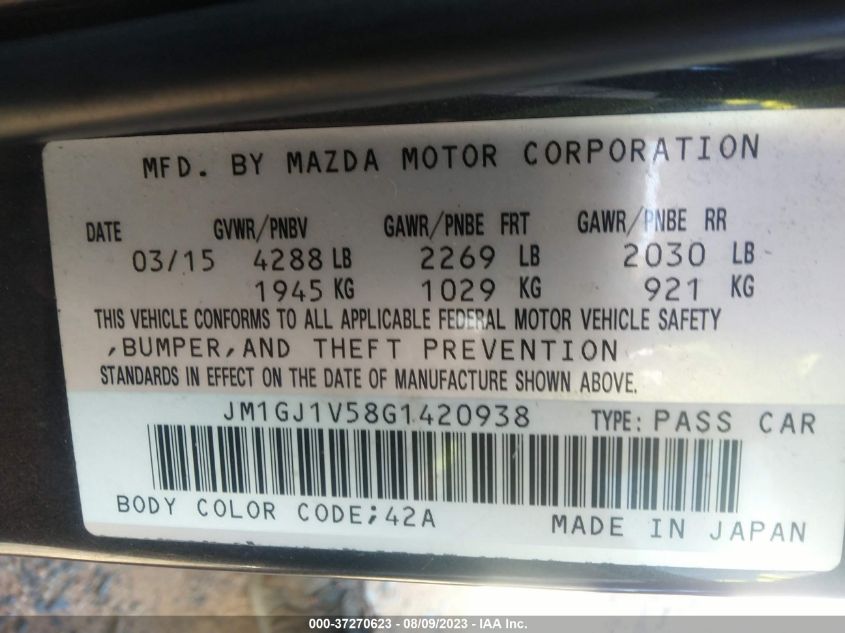 MFD. BY MAZDA MOTOR CORPORATION
DATE GVWR/PNBV GAWR/PNBE FRT GAWR/PNBE RR
03/15 4288 LB 2269 LB 2030 LB
1945 KG 1029 KG 921 KG
THIS VEHICLE CONFORMS TO ALL APPLICABLE FEDERAL MOTOR VEHICLE SAFETY
,BUMPER,AND THEFT PREVENTION
STANDARDS IN EFFECT ON THE DATE OF MANUFACTURE SHOWN ABOVE.
JM1GJ1V58G1420938 TYPE: PASS CAR
BODY COLOR CODE;42A MADE IN JAPAN
000-37270623 - 08/09/2023 - IAA Inc.